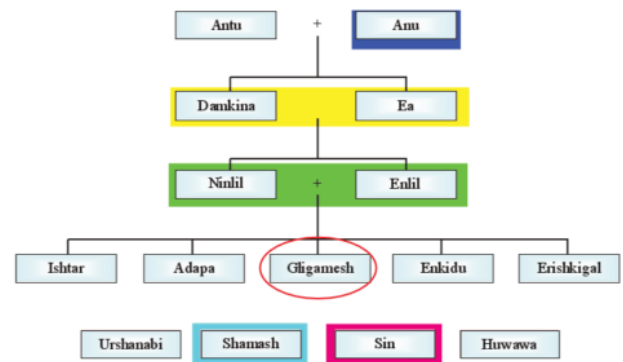 Antu + Anu
Damkina Ea
Ninlil + Enlil
Ishtar Adapa Gligamesh Enkidu Erishkigal
Urshanabi Shamash Sin Huwawa